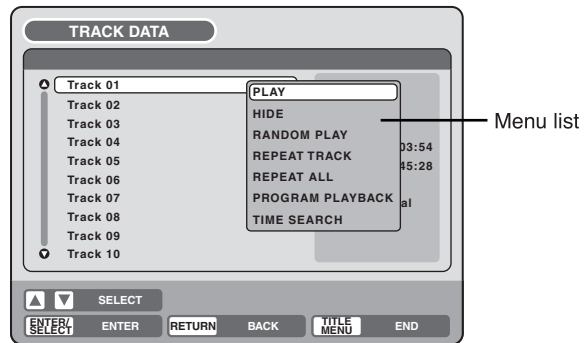 TRACK DATA
Track 01
Track 02
Track 03
Track 04
Track 05
Track 06
Track 07
Track 08
Track 09
Track 10
PLAY
HIDE
RANDOM PLAY
REPEAT TRACK
REPEAT ALL
PROGRAM PLAYBACK
TIME SEARCH
03:54
45:28
al
Menu list
SELECT
ENTER/SELECT ENTER RETURN BACK TITLE MENU END